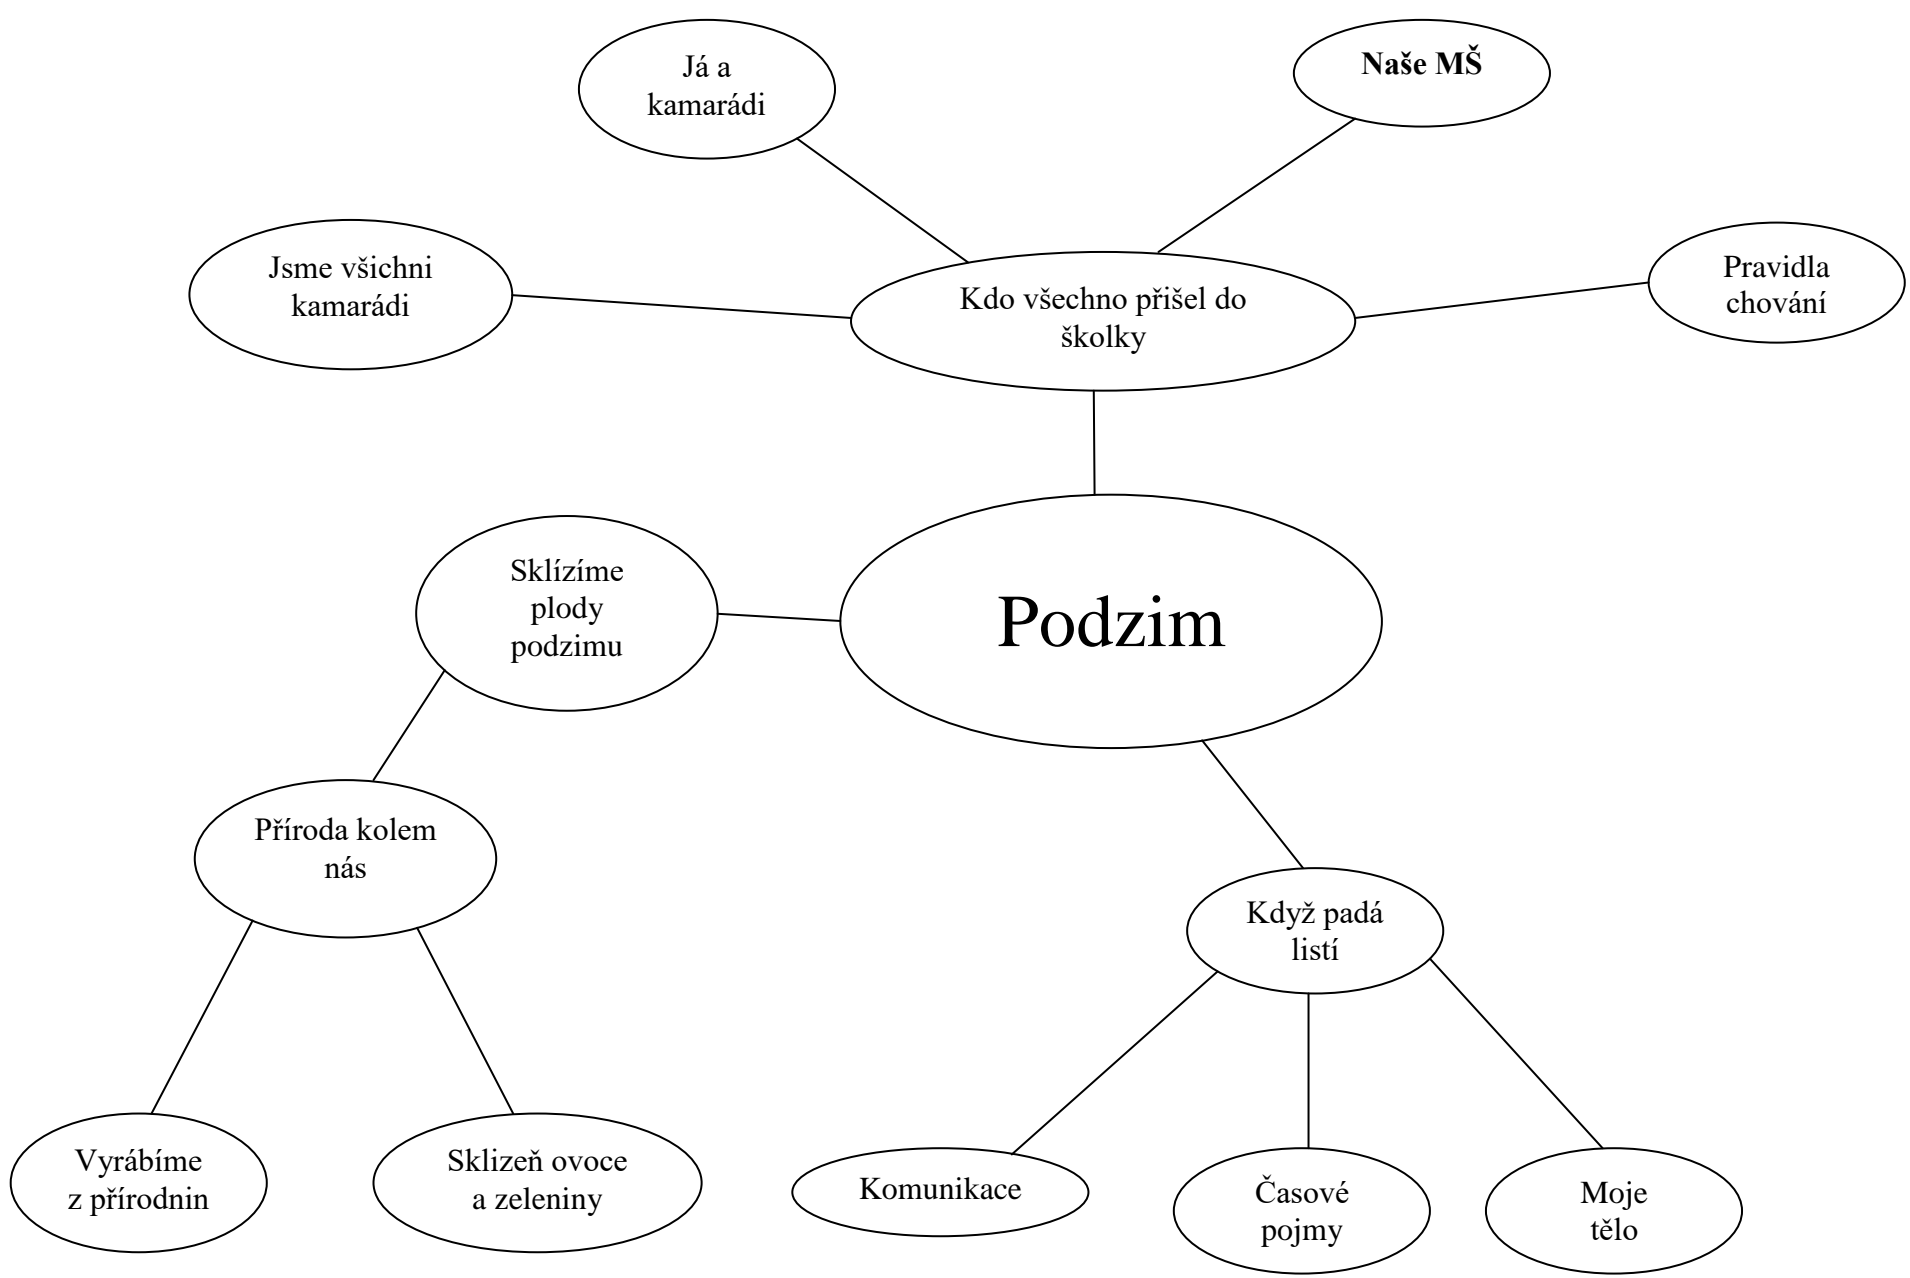 Já a
kamarádi
Naše MŠ
Jsme všichni
kamarádi
Kdo všechno přišel do
školky
Pravidla
chování
Sklízíme
plody
podzimu
Podzim
Příroda kolem
nás
Když padá
listí
Vyrábíme
z přírodnin
Sklizeň ovoce
a zeleniny
Komunikace
Časové
pojmy
Moje
tělo